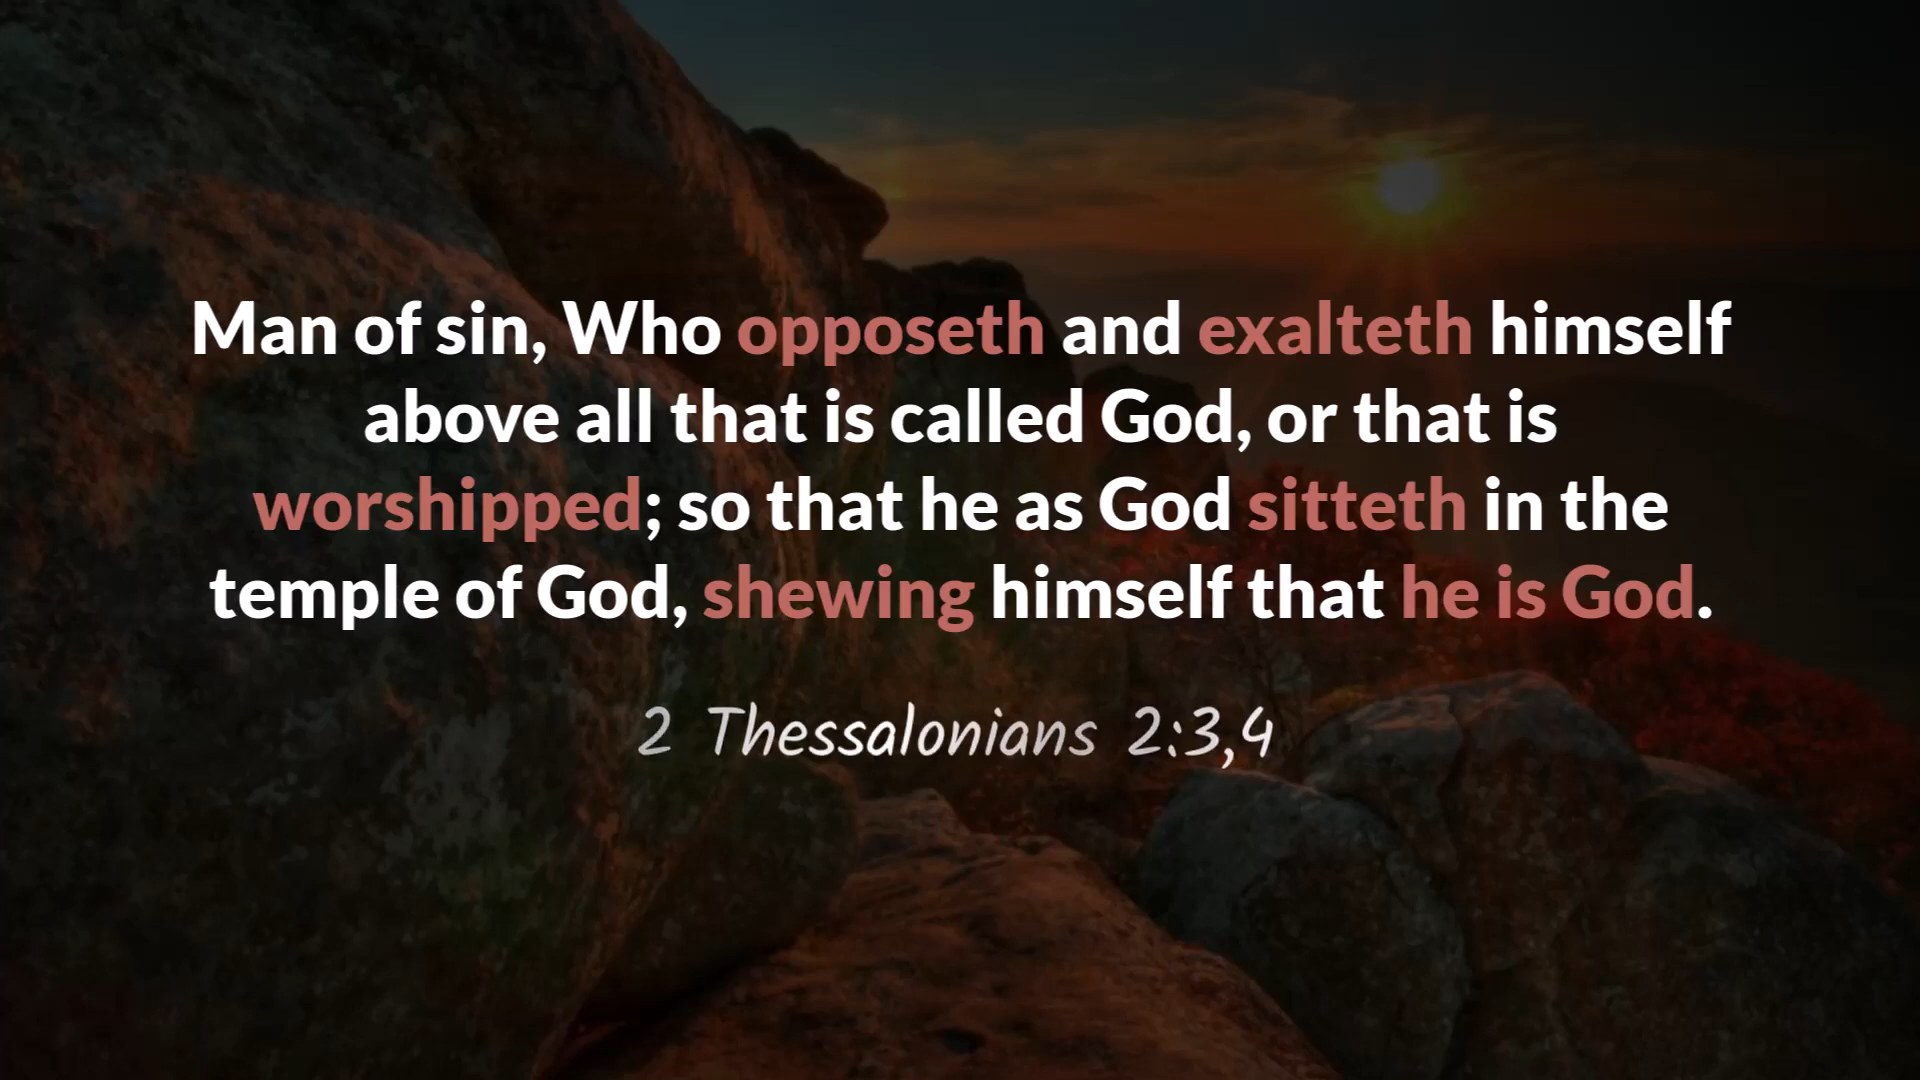 Man of sin, Who opposeth and exalteth himself
above all that is called God, or that is
worshipped; so that he as God sitteth in the
temple of God, shewing himself that he is God.
2 Thessalonians 2:3,4